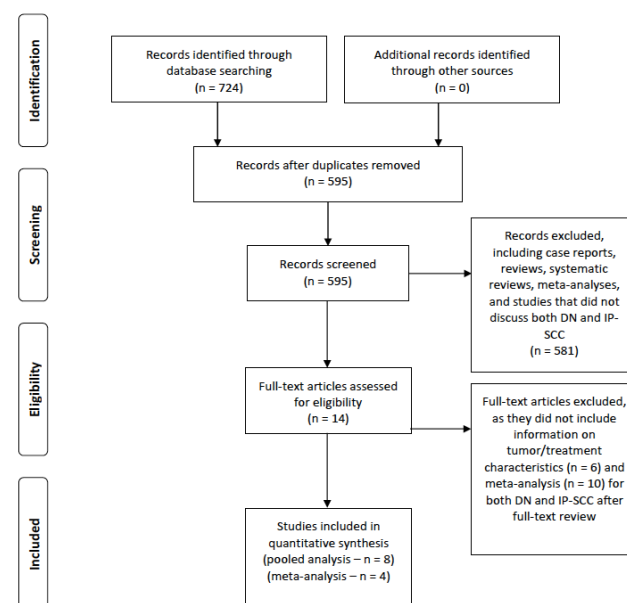 Identification
Records identified through
database searching
(n = 724)
Additional records identified
through other sources
(n = 0)
Records after duplicates removed
(n = 595)
Screening
Records screened
(n = 595)
Records excluded,
including case reports,
reviews, systematic
reviews, meta-analyses,
and studies that did not
discuss both DN and IP-
SCC
(n = 581)
Eligibility
Full-text articles assessed
for eligibility
(n = 14)
Full-text articles excluded,
as they did not include
information on
tumor/treatment
characteristics (n = 6) and
meta-analysis (n = 10) for
both DN and IP-SCC after
full-text review
Included
Studies included in
quantitative synthesis
(pooled analysis – n = 8)
(meta-analysis – n = 4)